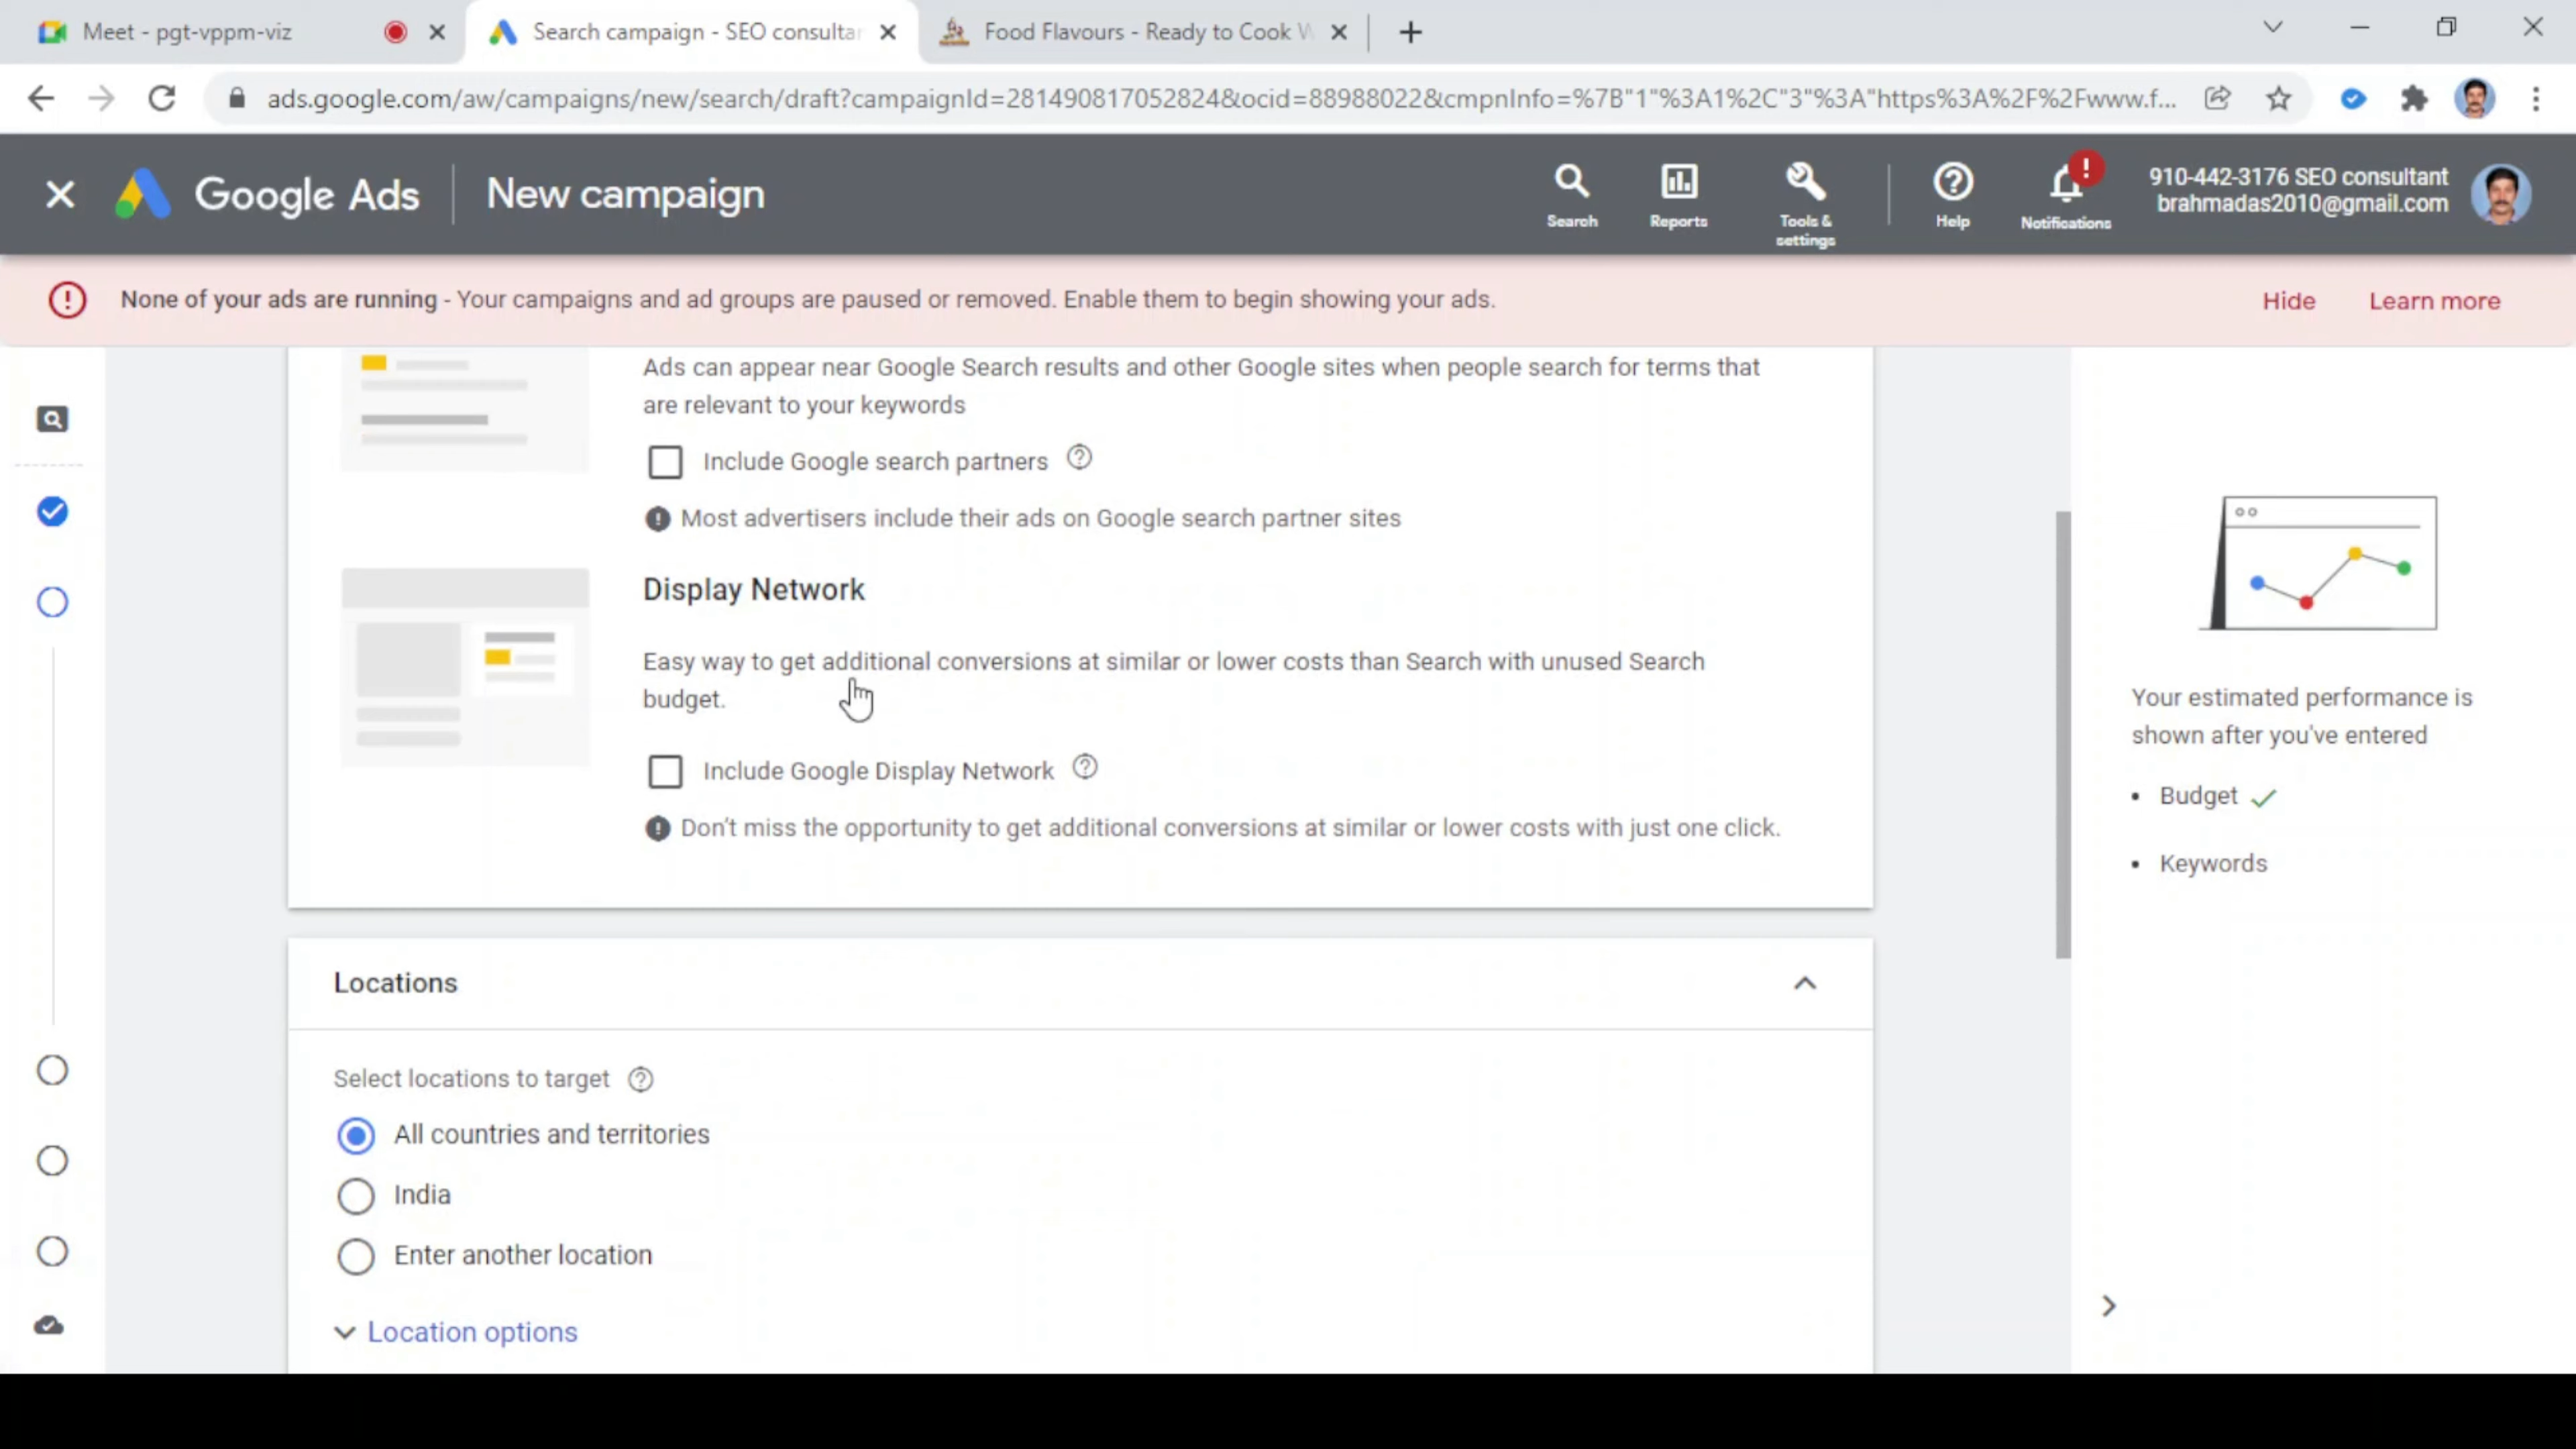 Meet - pgt-vppm-viz
Search campaign - SEO consultar
Food Flavours - Ready to Cook W
ads.google.com/aw/campaigns/new/search/draft?campaignId=281490817052824&ocid=88988022&cmpnInfo=%7B"1"%3A1%2C"3"%3A"https%3A%2F%2Fwww.f...
Google Ads
New campaign
Search
Reports
Tools &
settings
Help
Notifications
910-442-3176 SEO consultant
brahmadas2010@gmail.com
None of your ads are running - Your campaigns and ad groups are paused or removed. Enable them to begin showing your ads.
Hide
Learn more
Ads can appear near Google Search results and other Google sites when people search for terms that
are relevant to your keywords
Include Google search partners
Most advertisers include their ads on Google search partner sites
Display Network
Easy way to get additional conversions at similar or lower costs than Search with unused Search
budget.
Include Google Display Network
Don't miss the opportunity to get additional conversions at similar or lower costs with just one click.
Locations
Select locations to target
All countries and territories
India
Enter another location
Location options
Your estimated performance is
shown after you've entered
• Budget
• Keywords